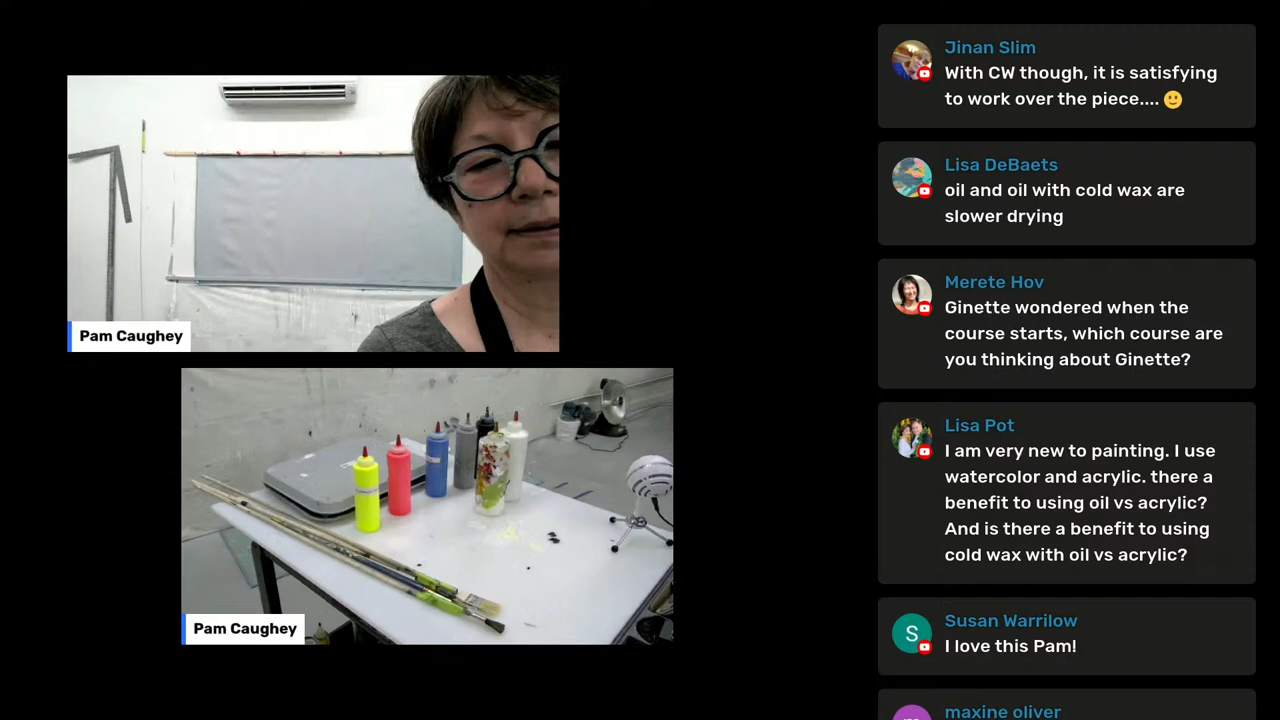 Pam Caughey
Pam Caughey
Jinan Slim
With CW though, it is satisfying
to work over the piece.... 🙂
Lisa DeBaets
oil and oil with cold wax are
slower drying
Merete Hov
Ginette wondered when the
course starts, which course are
you thinking about Ginette?
Lisa Pot
I am very new to painting. I use
watercolor and acrylic. there a
benefit to using oil vs acrylic?
And is there a benefit to using
cold wax with oil vs acrylic?
S
Susan Warrilow
I love this Pam!
maxine oliver